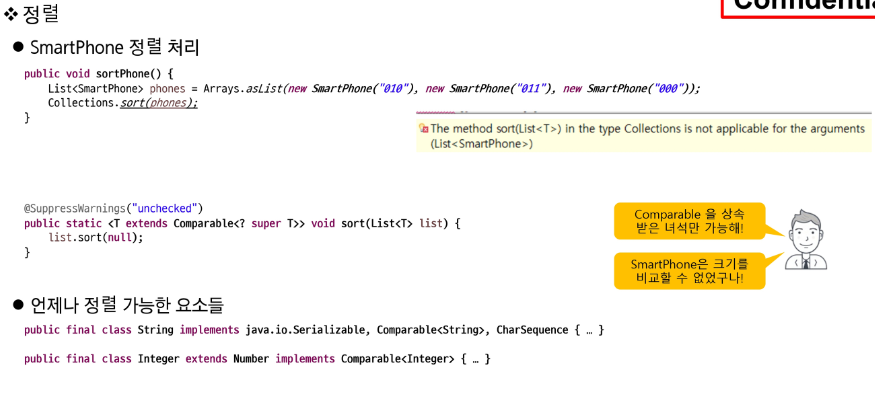 ❖정렬
● SmartPhone 정렬 처리
public void sortPhone() {
    List<SmartPhone> phones = Arrays.asList(new SmartPhone("010"), new SmartPhone("011"), new SmartPhone("000"));
    Collections.sort(phones);
}
The method sort(List<T>) in the type Collections is not applicable for the arguments
(List<SmartPhone>)
@SuppressWarnings("unchecked")
public static <T extends Comparable<? super T>> void sort(List<T> list) {
    list.sort(null);
}
Comparable 을 상속
받은 녀석만 가능해!
SmartPhone은 크기를
비교할 수 없었구나!
● 언제나 정렬 가능한 요소들
public final class String implements java.io.Serializable, Comparable<String>, CharSequence { … }
public final class Integer extends Number implements Comparable<Integer> { … }